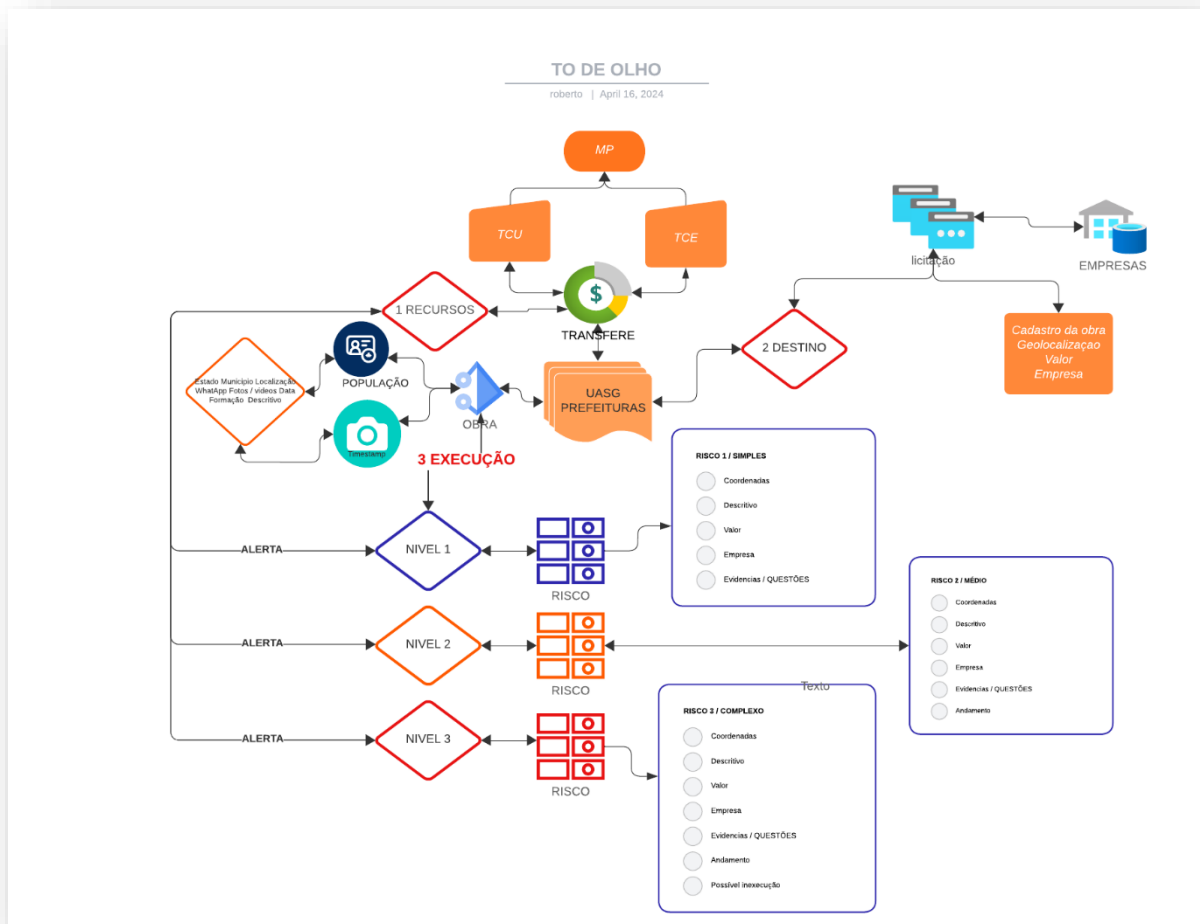 TO DE OLHO
roberto | April 16, 2024
MP
TCU
TCE
licitação
EMPRESAS
1 RECURSOS
$
TRANSFERE
2 DESTINO
Cadastro da obra
Geolocalizaçao
Valor
Empresa
POPULAÇÃO
Estado Municipio Localização
WhatApp Fotos / videos Data
Formação Descritivo
OBRA
UASG
PREFEITURAS
Timestamp
3 EXECUÇÃO
RISCO 1 / SIMPLES
Coordenadas
Descritivo
Valor
Empresa
Evidencias / QUESTÕES
ALERTA
NIVEL 1
RISCO
RISCO 2 / MÉDIO
Coordenadas
Descritivo
Valor
Empresa
Evidencias / QUESTÕES
Andamento
ALERTA
NIVEL 2
RISCO
Texto
RISCO 3 / COMPLEXO
Coordenadas
Descritivo
Valor
Empresa
Evidencias / QUESTÕES
Andamento
Possível inexecução
ALERTA
NIVEL 3
RISCO